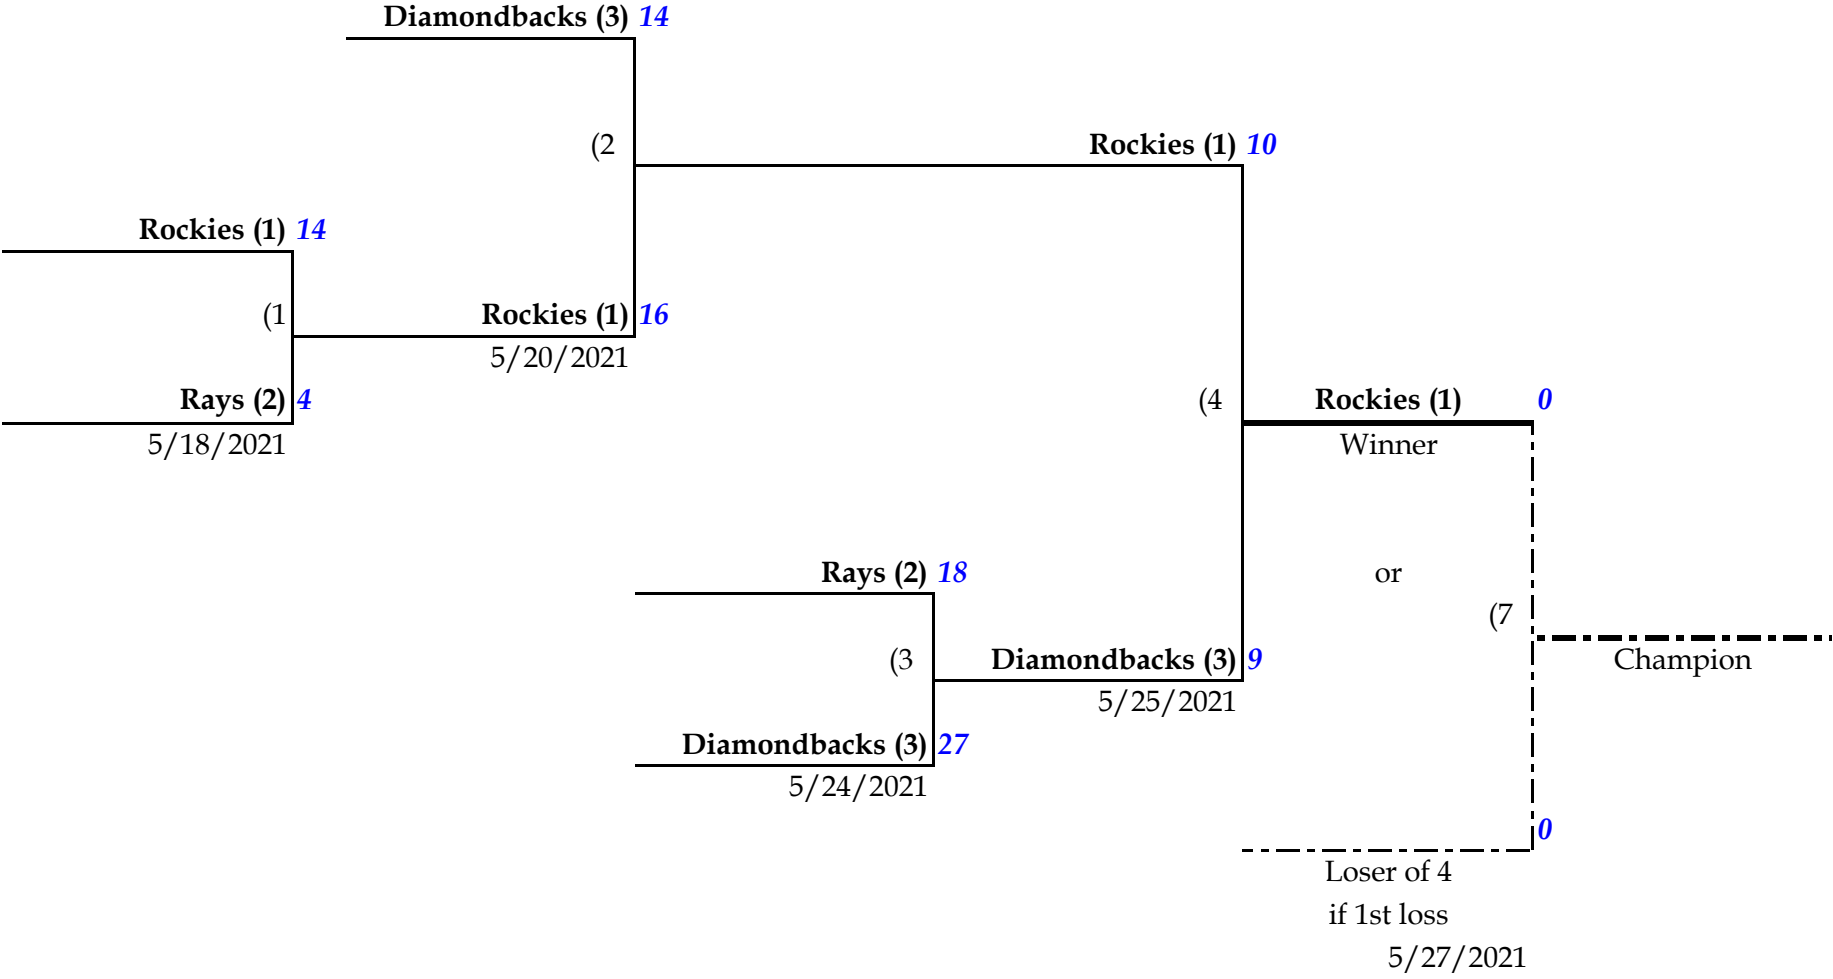 Diamondbacks (3) 14
(2
Rockies (1) 10
Rockies (1) 14
(1
Rockies (1) 16
5/20/2021
Rays (2) 4
5/18/2021
(4
Rockies (1) 0
Winner
Rays (2) 18
or
(7
(3
Diamondbacks (3) 9
Champion
5/25/2021
Diamondbacks (3) 27
5/24/2021
0
Loser of 4
if 1st loss
5/27/2021